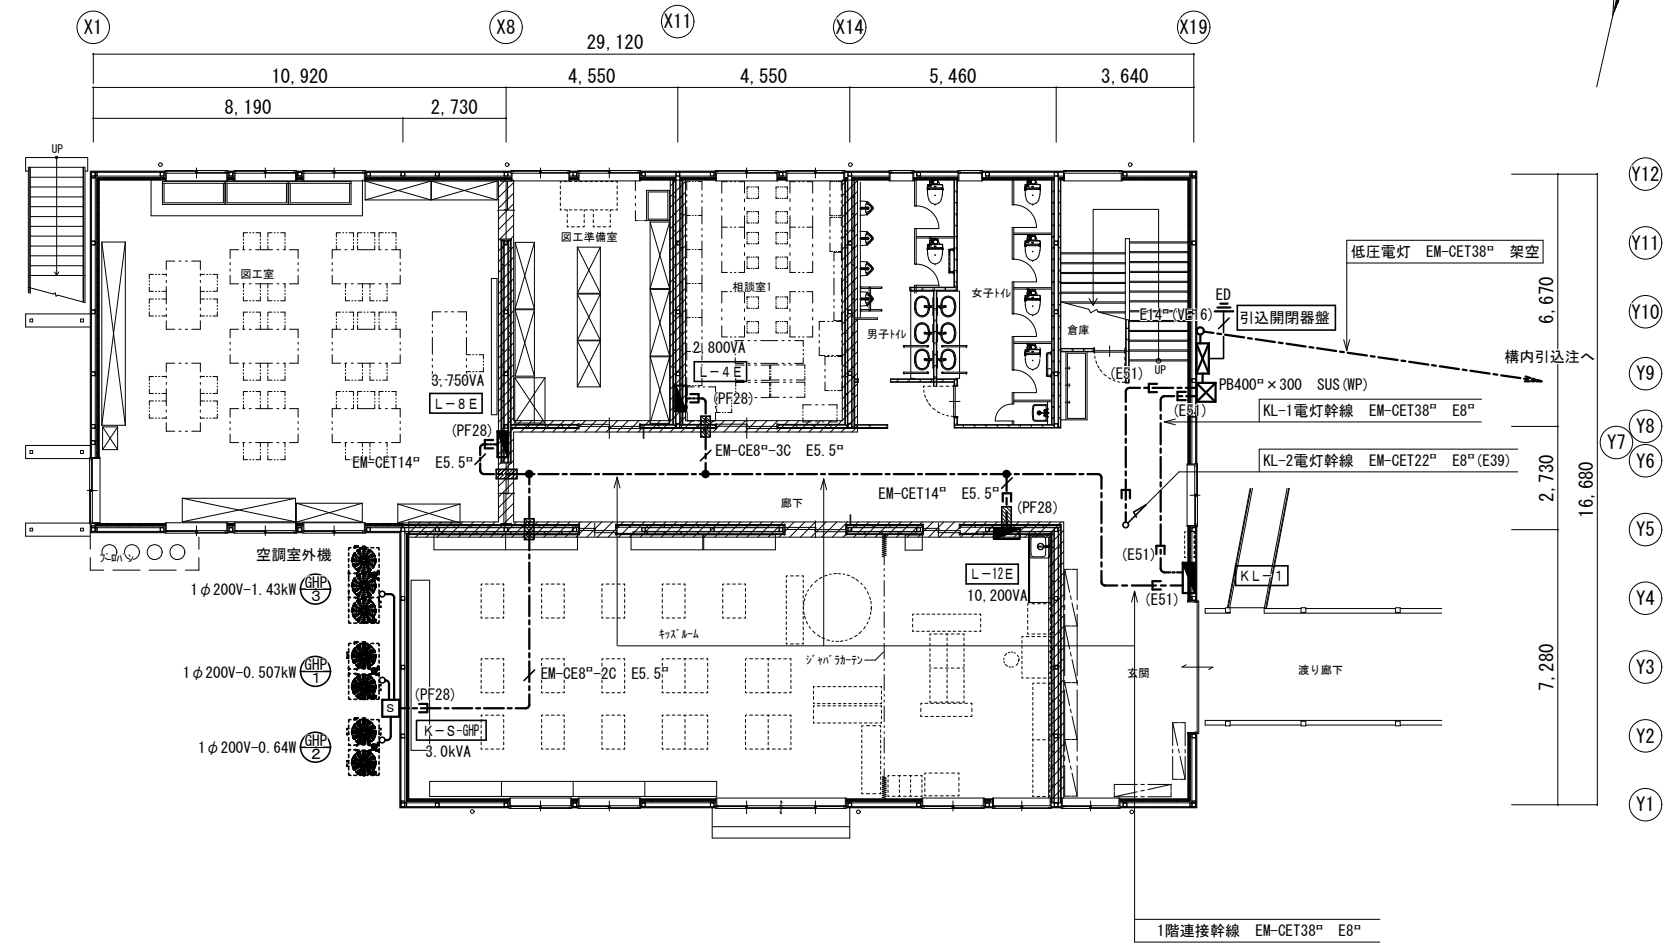 X1
X8
X11
X14
X19
29,120
10,920
4,550
4,550
5,460
3,640
8,190
2,730
UP
Y12
Y11
Y10
Y9
Y8
Y7
Y6
Y5
Y4
Y3
Y2
Y1
6,670
2,730
7,280
16,680
図工室
図工準備室
相談室1
男子トイレ
女子トイレ
倉庫
UP
低圧電灯 EM-CET38□ 架空
ED
E14□(VE16)
引込開閉器盤
構内引込注へ
(E51)
PB400□×300 SUS(WP)
(E51)
KL-1電灯幹線 EM-CET38□ E8□
KL-2電灯幹線 EM-CET22□ E8□(E39)
2,800VA
L-4E
(PF28)
3,750VA
L-8E
(PF28)
EM-CET14□ E5.5□
EM-CE8□-3C E5.5□
EM-CET14□ E5.5□
(PF28)
廊下
(E51)
KL-1
(E51)
L-12E
10,200VA
空調室外機
1φ200V-1.43kW
GHP
3
1φ200V-0.507kW
GHP
1
1φ200V-0.64W
GHP
2
S
(PF28)
K-S-GHP
3.0kVA
EM-CE8□-2C E5.5□
キッズルーム
ジャバラカーテン
玄関
渡り廊下
1階連接幹線 EM-CET38□ E8□